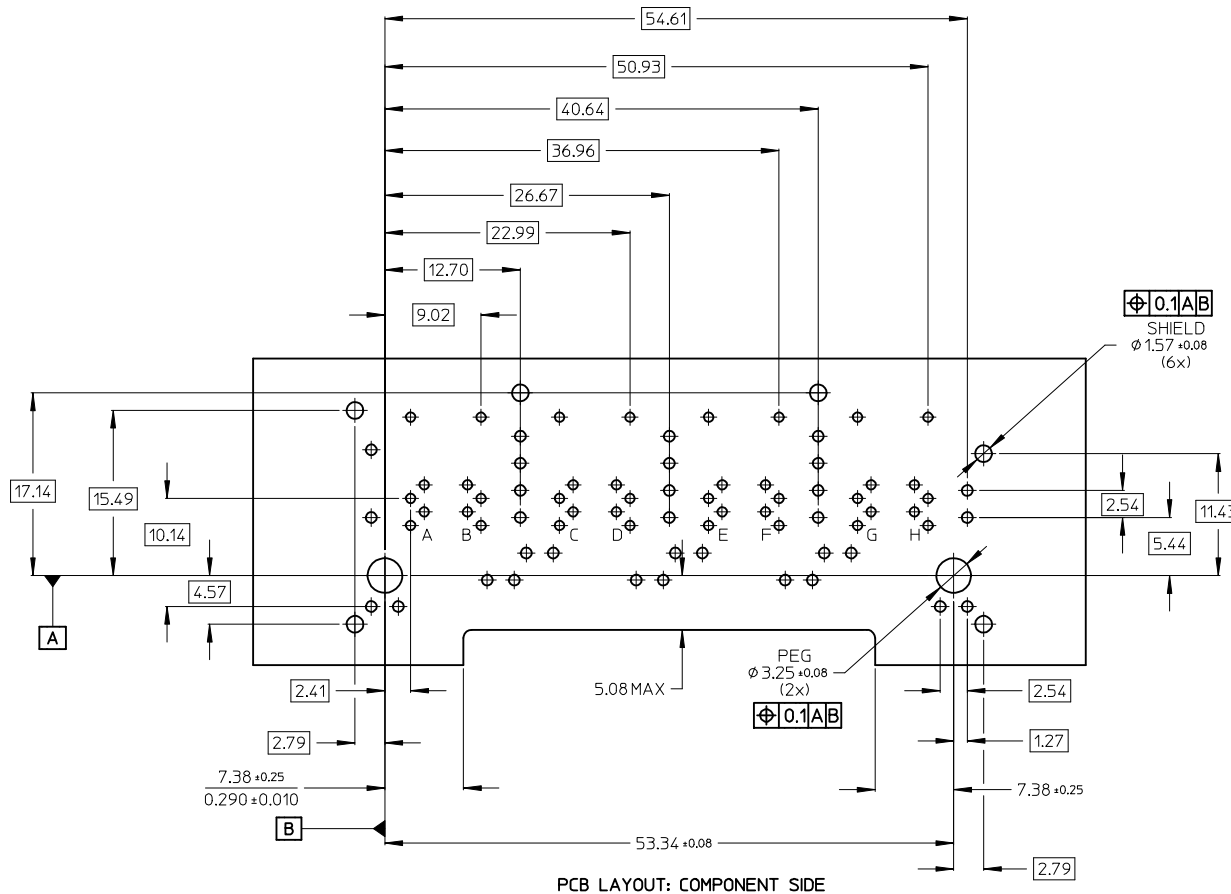 54.61
50.93
40.64
36.96
26.67
22.99
12.70
9.02
⌖ 0.1 A B
SHIELD
Ø 1.57 ±0.08
(6x)
17.14
15.49
10.14
4.57
2.54
11.43
5.44
A B C D E F G H
A
2.41
2.79
7.38 ±0.25
0.290 ±0.010
B
5.08 MAX
PEG
Ø 3.25 ±0.08
(2x)
⌖ 0.1 A B
2.54
1.27
7.38 ±0.25
53.34 ±0.08
2.79
PCB LAYOUT: COMPONENT SIDE